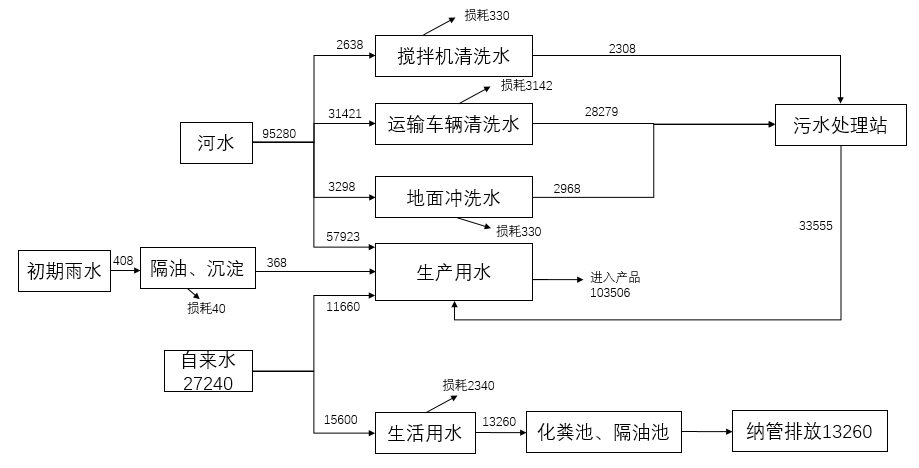 损耗330
2638
搅拌机清洗水
2308
损耗3142
31421
运输车辆清洗水
28279
河水
95280
污水处理站
3298
地面冲洗水
2968
损耗330
33555
57923
初期雨水
408
隔油、沉淀
368
生产用水
进入产品
103506
损耗40
11660
自来水
27240
损耗2340
15600
生活用水
13260
化粪池、隔油池
纳管排放13260